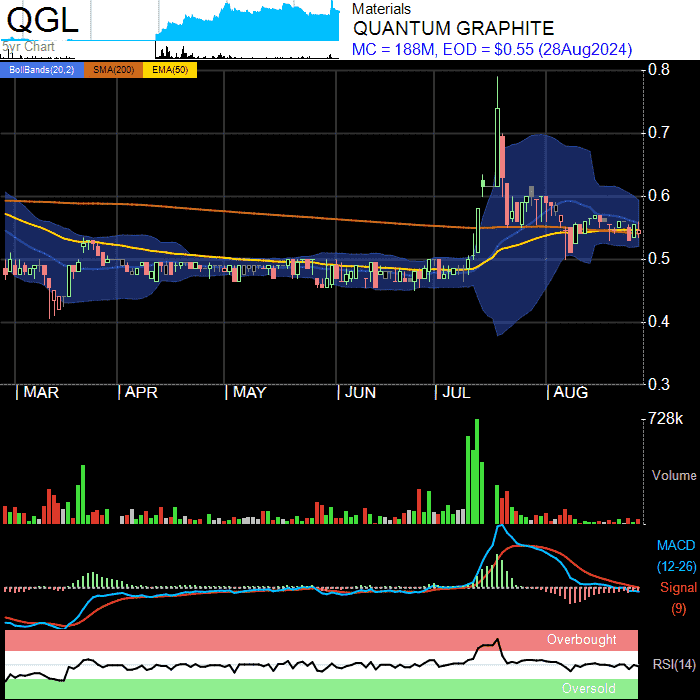 QGL
5yr Chart
Materials
QUANTUM GRAPHITE
MC = 188M, EOD = $0.55 (28Aug2024)
BollBands(20,2) SMA(200) EMA(50)
0.8
0.7
0.6
0.5
0.4
0.3
MAR APR MAY JUN JUL AUG
728k
Volume
MACD
(12-26)
Signal
(9)
Overbought
RSI(14)
Oversold